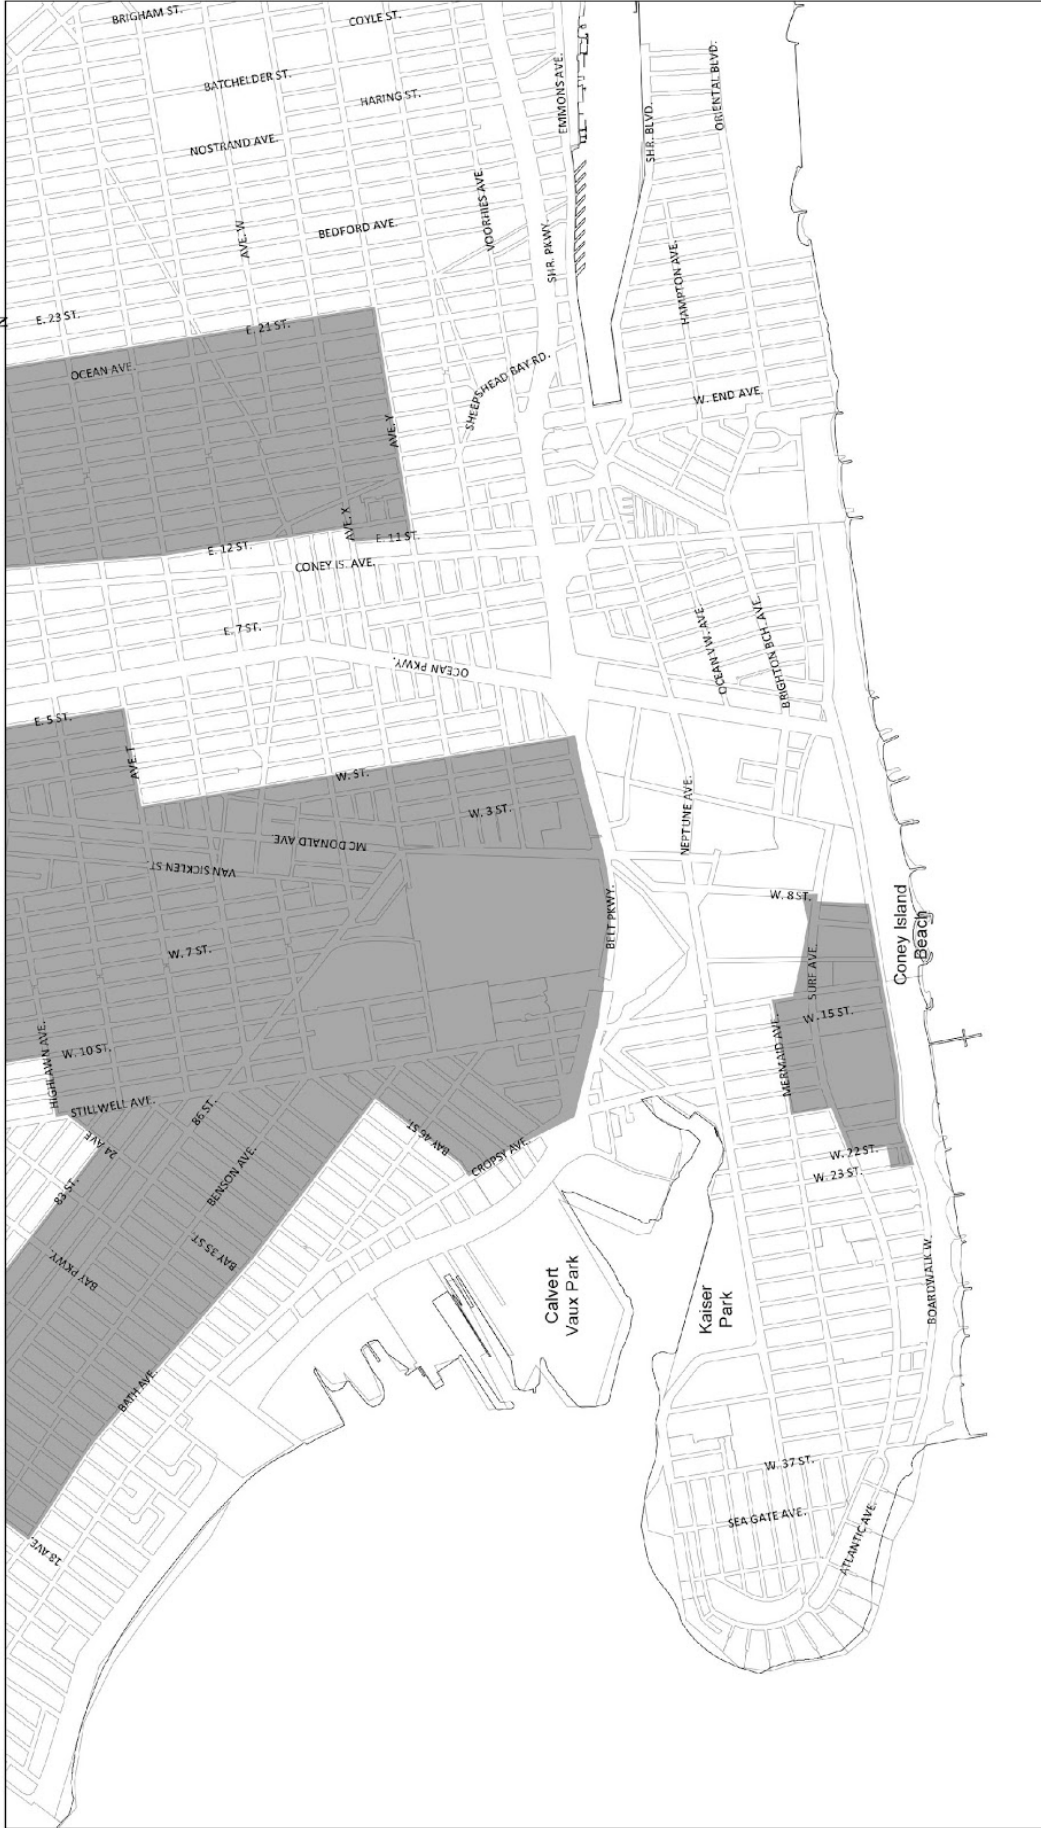 BRIGHAM ST.
COYLE ST.
BATCHELDER ST.
HARING ST.
NOSTRAND AVE.
EMMONS AVE.
SHR. BLVD.
ORIENTAL BLVD.
AVE. W
BEDFORD AVE.
VOORHIES AVE.
SHR. PKWY.
HAMPTON AVE.
E. 23 ST.
E. 21 ST.
OCEAN AVE.
SHEEPSHEAD BAY RD.
W. END AVE.
AVE. Y
AVE. X
E. 12 ST.
E. 11 ST.
CONEY IS. AVE.
E. 7 ST.
OCEAN PKWY.
OCEAN VW. AVE.
BRIGHTON BCH. AVE.
E. 5 ST.
AVE. T
W. ST.
W. 3 ST.
NEPTUNE AVE.
MCDONALD AVE.
VAN SICKLEN ST.
W. 8 ST.
BELT PKWY.
Coney Island
Beach
W. 7 ST.
SURF AVE.
W. 15 ST.
HIGHLAWN AVE.
W. 10 ST.
MERMAID AVE.
STILLWELL AVE.
86 ST.
24 AVE.
BAY 46 ST.
CROPSY AVE.
W. 22 ST.
W. 23 ST.
83 ST.
BENSON AVE.
BAY 35 ST.
BAY PKWY.
Calvert
Vaux Park
Kaiser
Park
BOARDWALK W.
BATH AVE.
W. 37 ST.
SEA GATE AVE.
ATLANTIC AVE.
18 AVE.